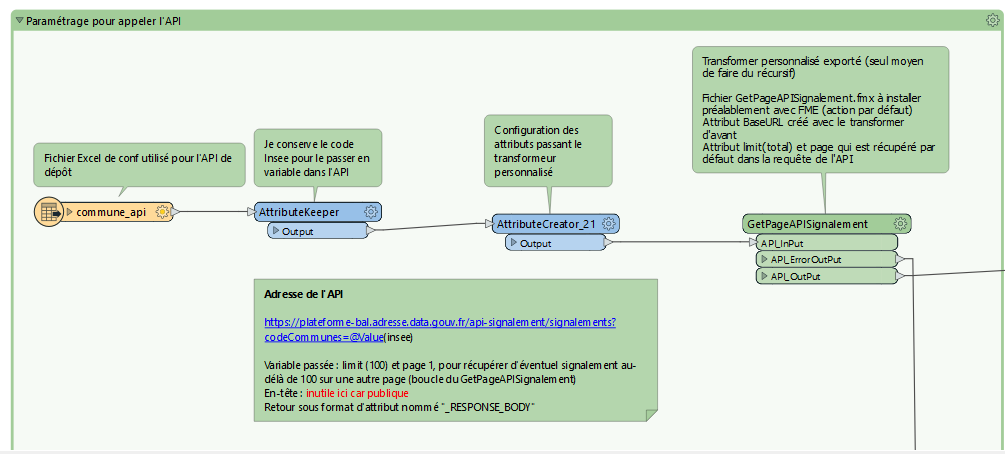 Paramétrage pour appeler l'API
Transformer personnalisé exporté (seul moyen
de faire du récursif)
Fichier GetPageAPISignalement.fmx à installer
préalablement avec FME (action par défaut)
Attribut BaseURL créé avec le transformer
d'avant
Attribut limit(total) et page qui est récupéré par
défaut dans la requête de l'API
Configuration des
attributs passant le
transformeur
personnalisé
Je conserve le code
Insee pour le passer en
variable dans l'API
Fichier Excel de conf utilisé pour l'API de
dépôt
commune_api
AttributeKeeper
Output
AttributeCreator_21
Output
GetPageAPISignalement
API_InPut
API_ErrorOutPut
API_OutPut
Adresse de l'API
https://plateforme-bal.adresse.data.gouv.fr/api-signalement/signalements?
codeCommunes=@Value(insee)
Variable passée : limit (100) et page 1, pour récupérer d'éventuel signalement au-
délà de 100 sur une autre page (boucle du GetPageAPISignalement)
En-tête : inutile ici car publique
Retour sous format d'attribut nommé "_RESPONSE_BODY"